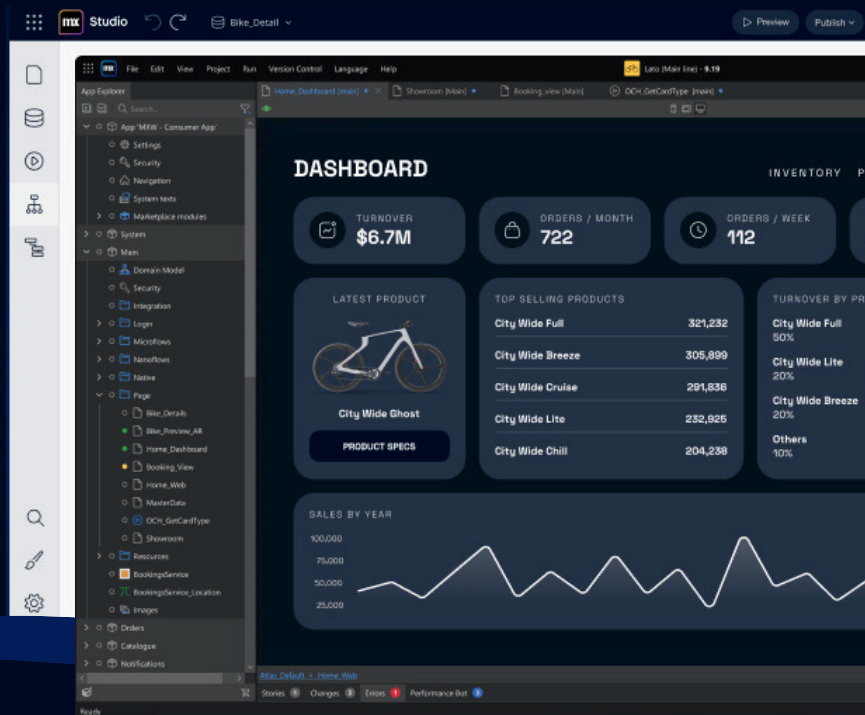 mx Studio Bike_Detail Preview Publish
mx File Edit View Project Run Version Control Language Help Lato (Main line) - 9.19
App Explorer Home_Dashboard [main] Showroom [Main] Booking_view [Main] OCH_GetCardType [main]
Search...
App 'MXW - Consumer App'
Settings
Security
Navigation
System texts
Marketplace modules
System
Main
Domain Model
Security
Integration
Login
Microflows
Nanoflows
Native
Page
Bike_Details
Bike_Preview_AR
Home_Dashboard
Booking_View
Home_Web
MasterData
OCH_GetCardType
Showroom
Resources
BookingsService
BookingsService_Location
Images
Orders
Catalogue
Notifications
DASHBOARD INVENTORY P
TURNOVER
$6.7M
ORDERS / MONTH
722
ORDERS / WEEK
112
LATEST PRODUCT
City Wide Ghost
PRODUCT SPECS
TOP SELLING PRODUCTS
City Wide Full 321,232
City Wide Breeze 305,899
City Wide Cruise 291,836
City Wide Lite 232,925
City Wide Chill 204,238
TURNOVER BY PR
City Wide Full
50%
City Wide Lite
20%
City Wide Breeze
20%
Others
10%
SALES BY YEAR
100,000
75,000
50,000
25,000
Atlas_Default > Home_Web
Stories Changes Errors 1 Performance Bot
Ready